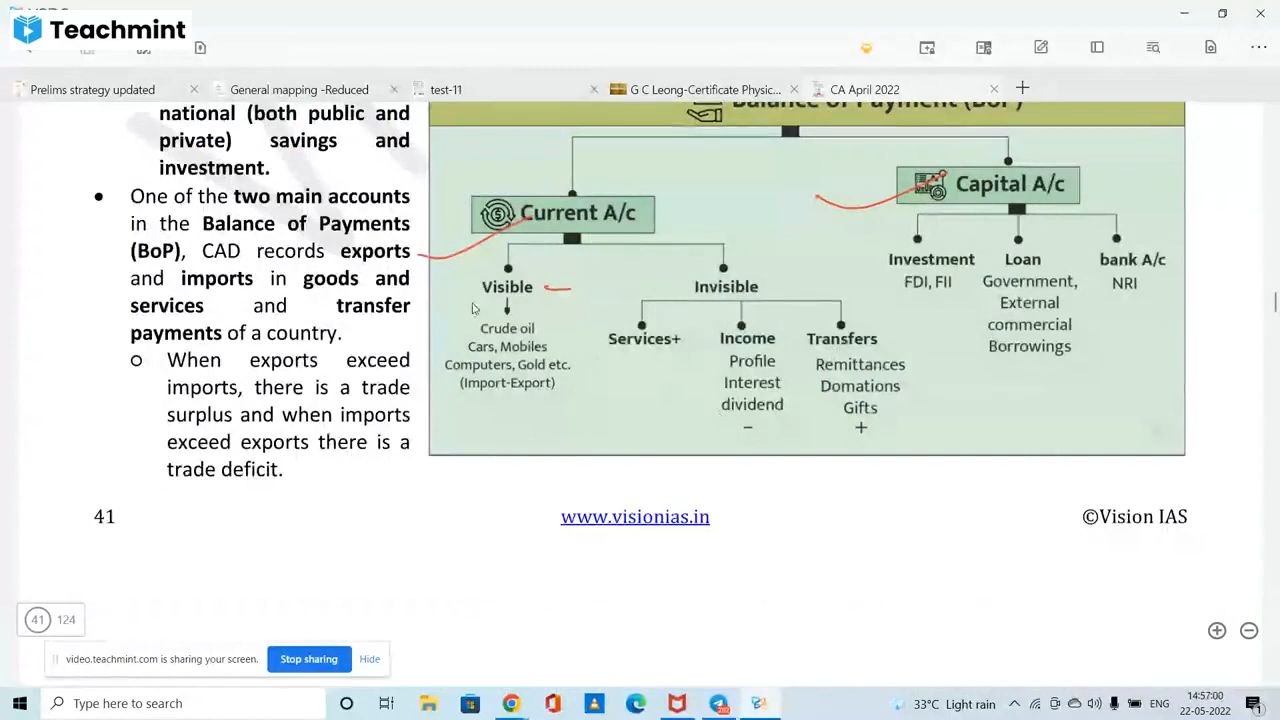 Teachmint
Prelims strategy updated
General mapping -Reduced
test-11
G C Leong-Certificate Physic...
CA April 2022
national (both public and
private) savings and
investment.
One of the two main accounts
in the Balance of Payments
(BoP), CAD records exports
and imports in goods and
services and transfer
payments of a country.
When exports exceed
imports, there is a trade
surplus and when imports
exceed exports there is a
trade deficit.
Balance of Payment (BoP)
Current A/c
Capital A/c
Visible
Invisible
Crude oil
Cars, Mobiles
Computers, Gold etc.
(Import-Export)
Services+
Income
Profile
Interest
dividend
−
Transfers
Remittances
Domations
Gifts
+
Investment
FDI, FII
Loan
Government,
External
commercial
Borrowings
bank A/c
NRI
41
www.visionias.in
©Vision IAS
41 124
video.teachmint.com is sharing your screen. Stop sharing Hide
Type here to search
33°C Light rain
ENG
14:57:00
22-05-2022